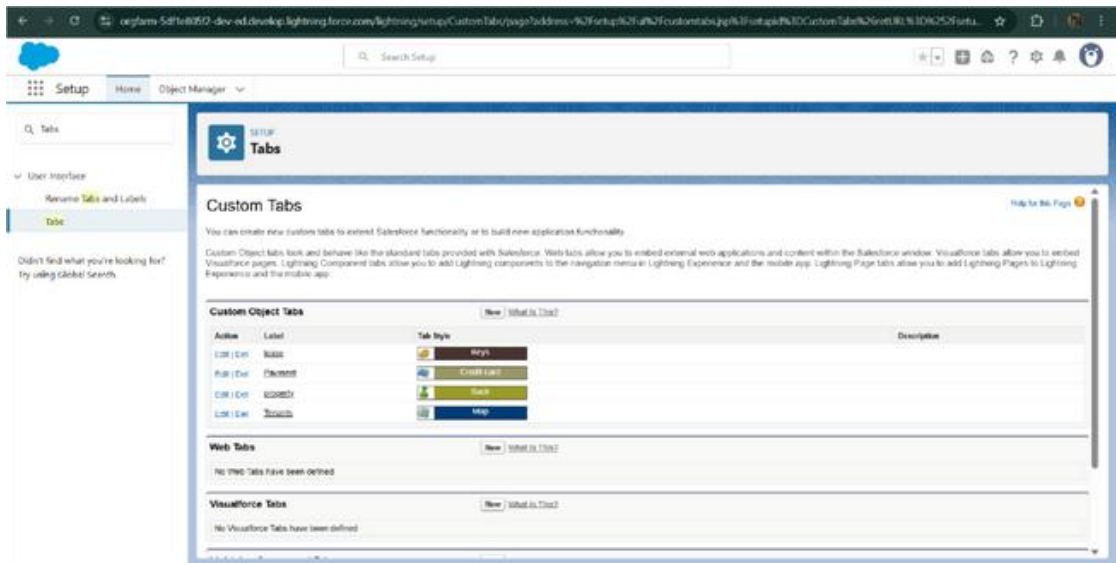 Search Setup
Setup
Home
Object Manager
Tabs
SETUP
Tabs
User Interface
Rename Tabs and Labels
Tabs
Didn't find what you're looking for?
Try using Global Search.
Custom Tabs
Help for this Page
You can create new custom tabs to extend Salesforce functionality or to build new application functionality.
Custom Object tabs look and behave like the standard tabs provided with Salesforce. Web tabs allow you to embed external web applications and content within the Salesforce window. Visualforce tabs allow you to embed
Visualforce pages. Lightning Component tabs allow you to add Lightning components to the navigation menu in Lightning Experience and the mobile app. Lightning Page tabs allow you to add Lightning Pages to Lightning
Experience and the mobile app.
Custom Object Tabs New What Is This?
Action Label Tab Style Description
Edit | Del lease Keys
Edit | Del Payment Credit card
Edit | Del property Sack
Edit | Del Tenants Map
Web Tabs New What Is This?
No Web Tabs have been defined
Visualforce Tabs New What Is This?
No Visualforce Tabs have been defined